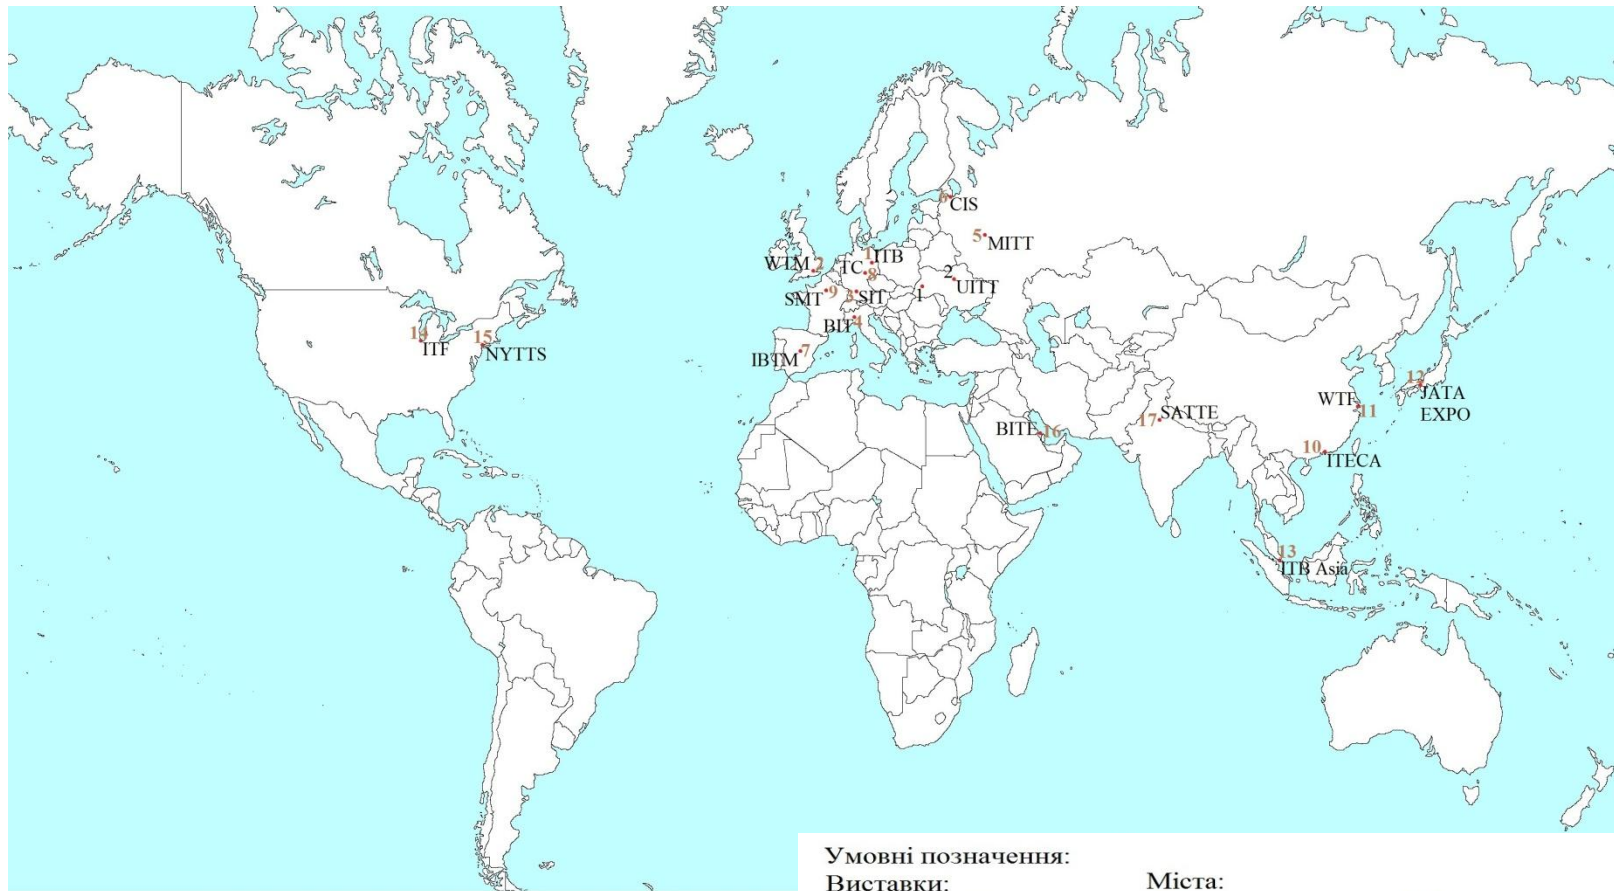 6
CIS
5
MITT
1
ITB
WTM
2
TC
8
2
UITT
1
SMT
9
3
SIT
BIT
4
14
ITF
15
NYTTS
IBTM
7
12
JATA
EXPO
WTF
11
17
SATTE
BITE
16
10
ITECA
13
ITB Asia
Умовні позначення:
Виставки:
Міста: